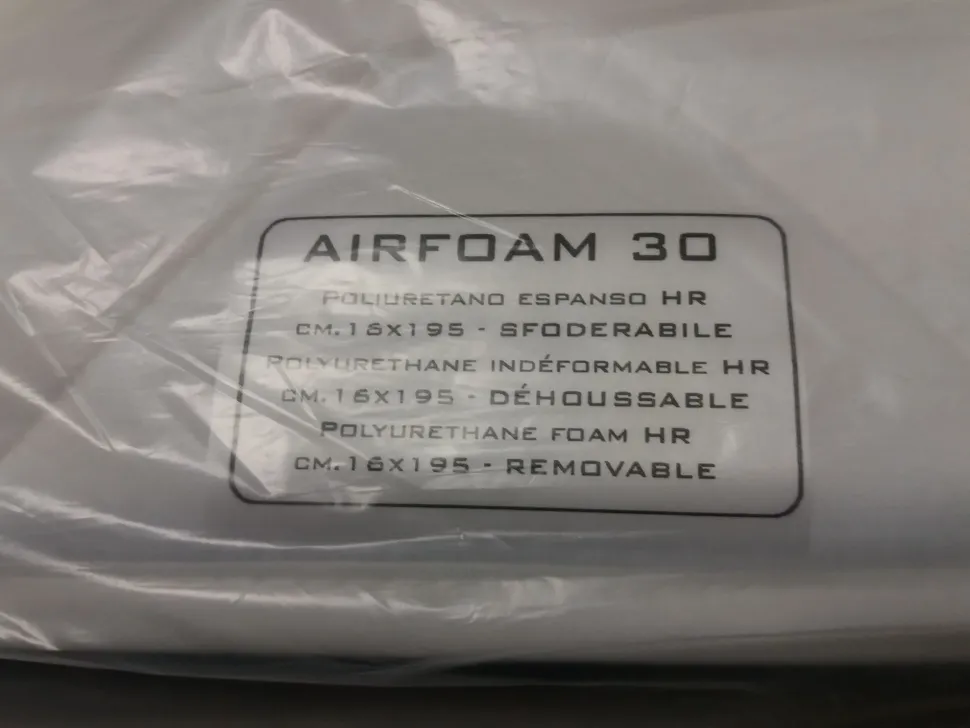 AIRFOAM 30
POLIURETANO ESPANSO HR
CM.16X195 - SFODERABILE
POLYURETHANE INDÉFORMABLE HR
CM.16X195 - DÉHOUSSABLE
POLYURETHANE FOAM HR
CM.16X195 - REMOVABLE